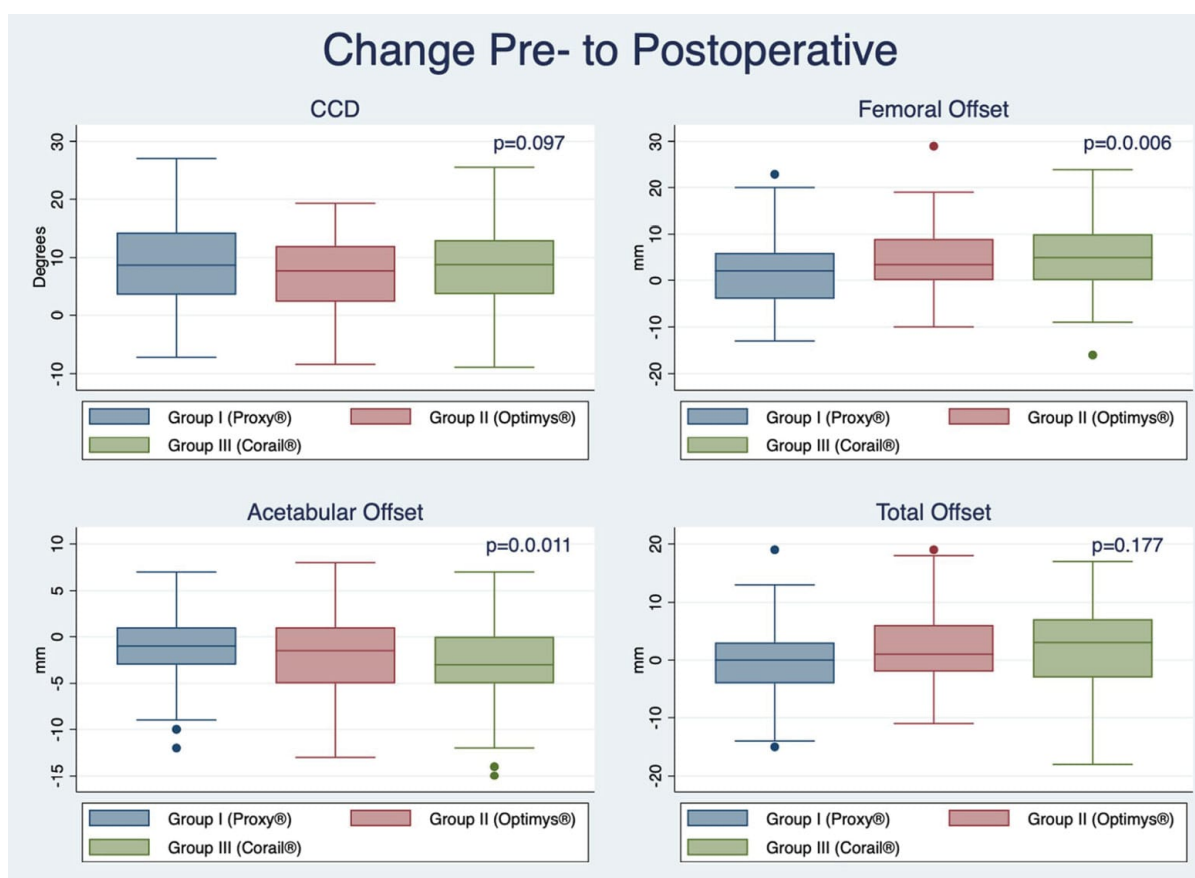 Change Pre- to Postoperative
CCD
p=0.097
Degrees
30
20
10
0
-10
Group I (Proxy®)
Group II (Optimys®)
Group III (Corail®)
Femoral Offset
p=0.0.006
mm
30
20
10
0
-10
-20
Group I (Proxy®)
Group II (Optimys®)
Group III (Corail®)
Acetabular Offset
p=0.0.011
mm
10
5
0
-5
-10
-15
Group I (Proxy®)
Group II (Optimys®)
Group III (Corail®)
Total Offset
p=0.177
mm
20
10
0
-10
-20
Group I (Proxy®)
Group II (Optimys®)
Group III (Corail®)